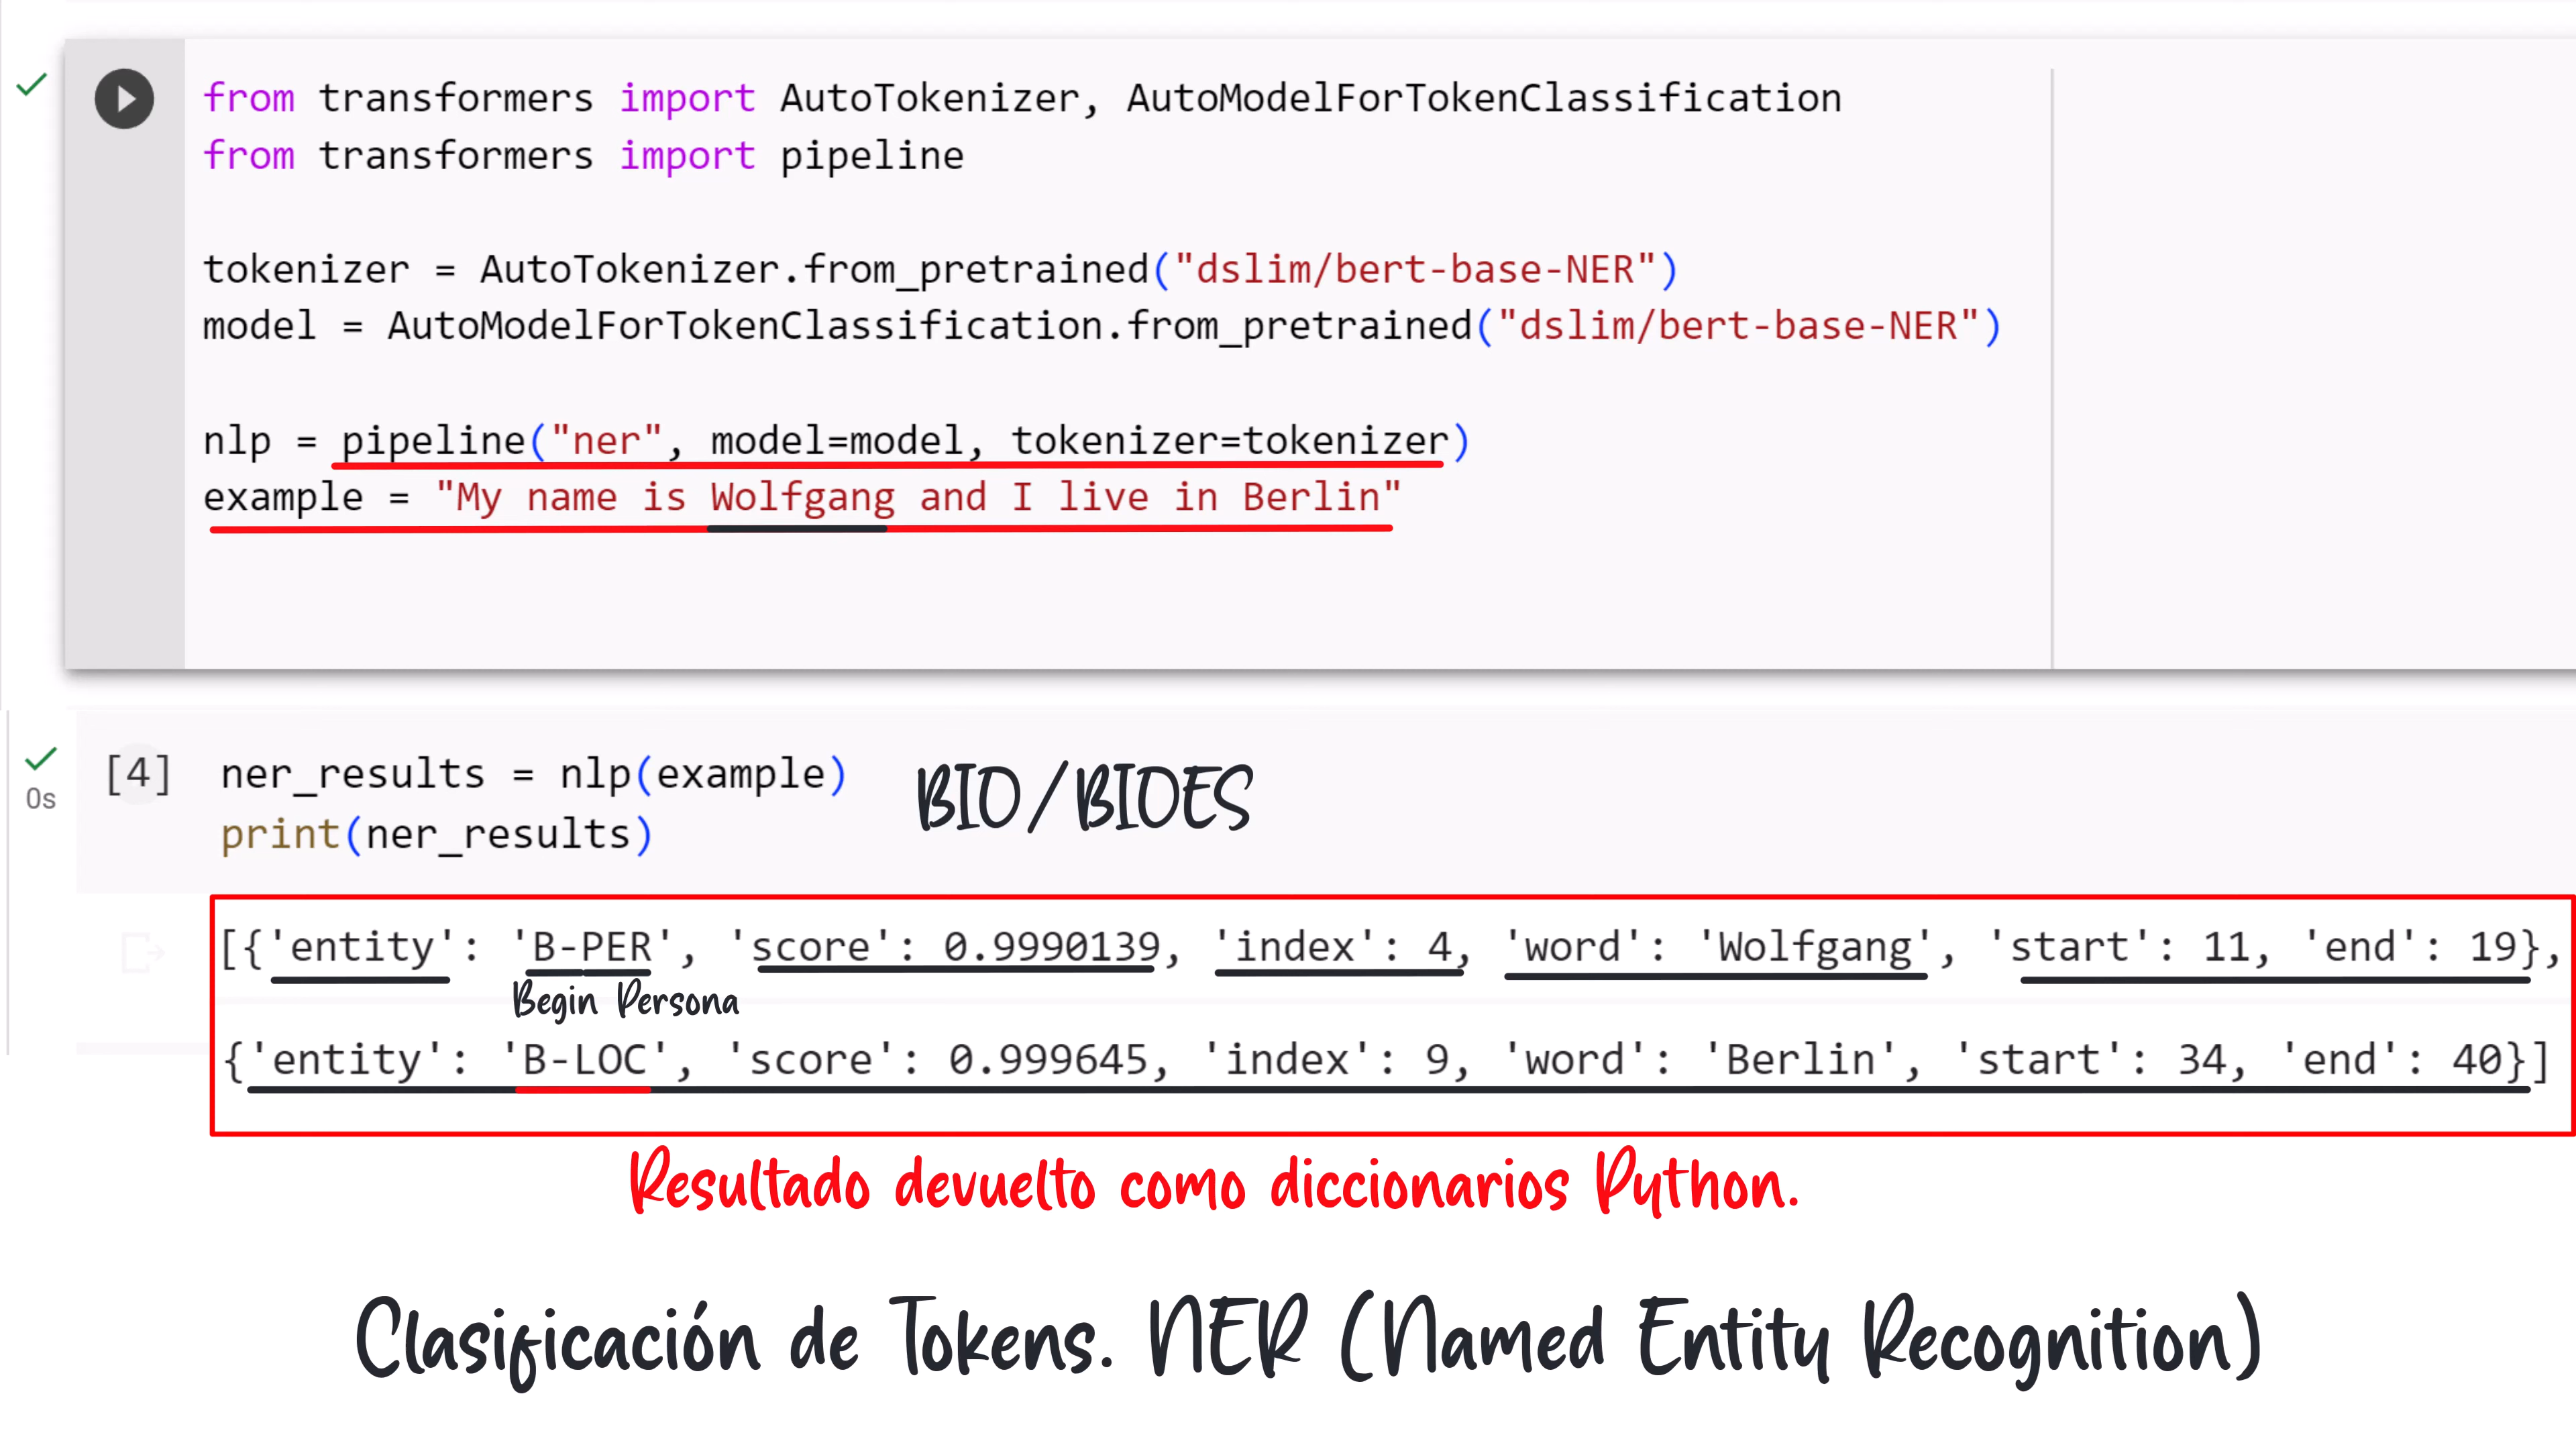 from transformers import AutoTokenizer, AutoModelForTokenClassification
from transformers import pipeline
tokenizer = AutoTokenizer.from_pretrained("dslim/bert-base-NER")
model = AutoModelForTokenClassification.from_pretrained("dslim/bert-base-NER")
nlp = pipeline("ner", model=model, tokenizer=tokenizer)
example = "My name is Wolfgang and I live in Berlin"
[4] ner_results = nlp(example)
0s
print(ner_results)
BIO/BIOES
[{'entity': 'B-PER', 'score': 0.9990139, 'index': 4, 'word': 'Wolfgang', 'start': 11, 'end': 19},
Begin Persona
{'entity': 'B-LOC', 'score': 0.999645, 'index': 9, 'word': 'Berlin', 'start': 34, 'end': 40}]
Resultado devuelto como diccionarios Python.
Clasificación de Tokens. NER (Named Entity Recognition)